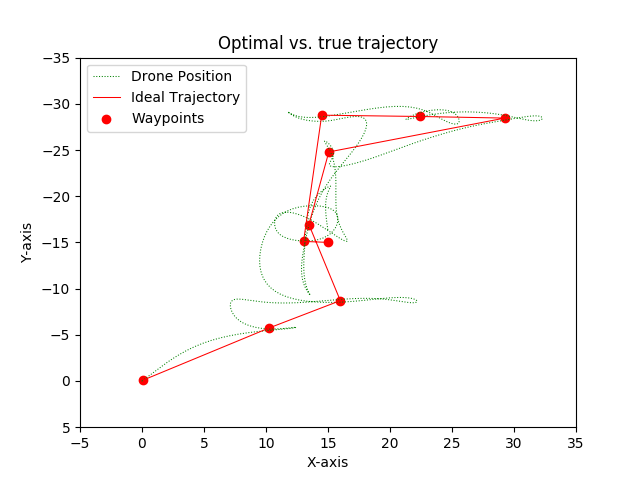 Optimal vs. true trajectory
Drone Position
Ideal Trajectory
Waypoints
−35
−30
−25
−20
−15
−10
−5
0
5
Y-axis
−5 0 5 10 15 20 25 30 35
X-axis